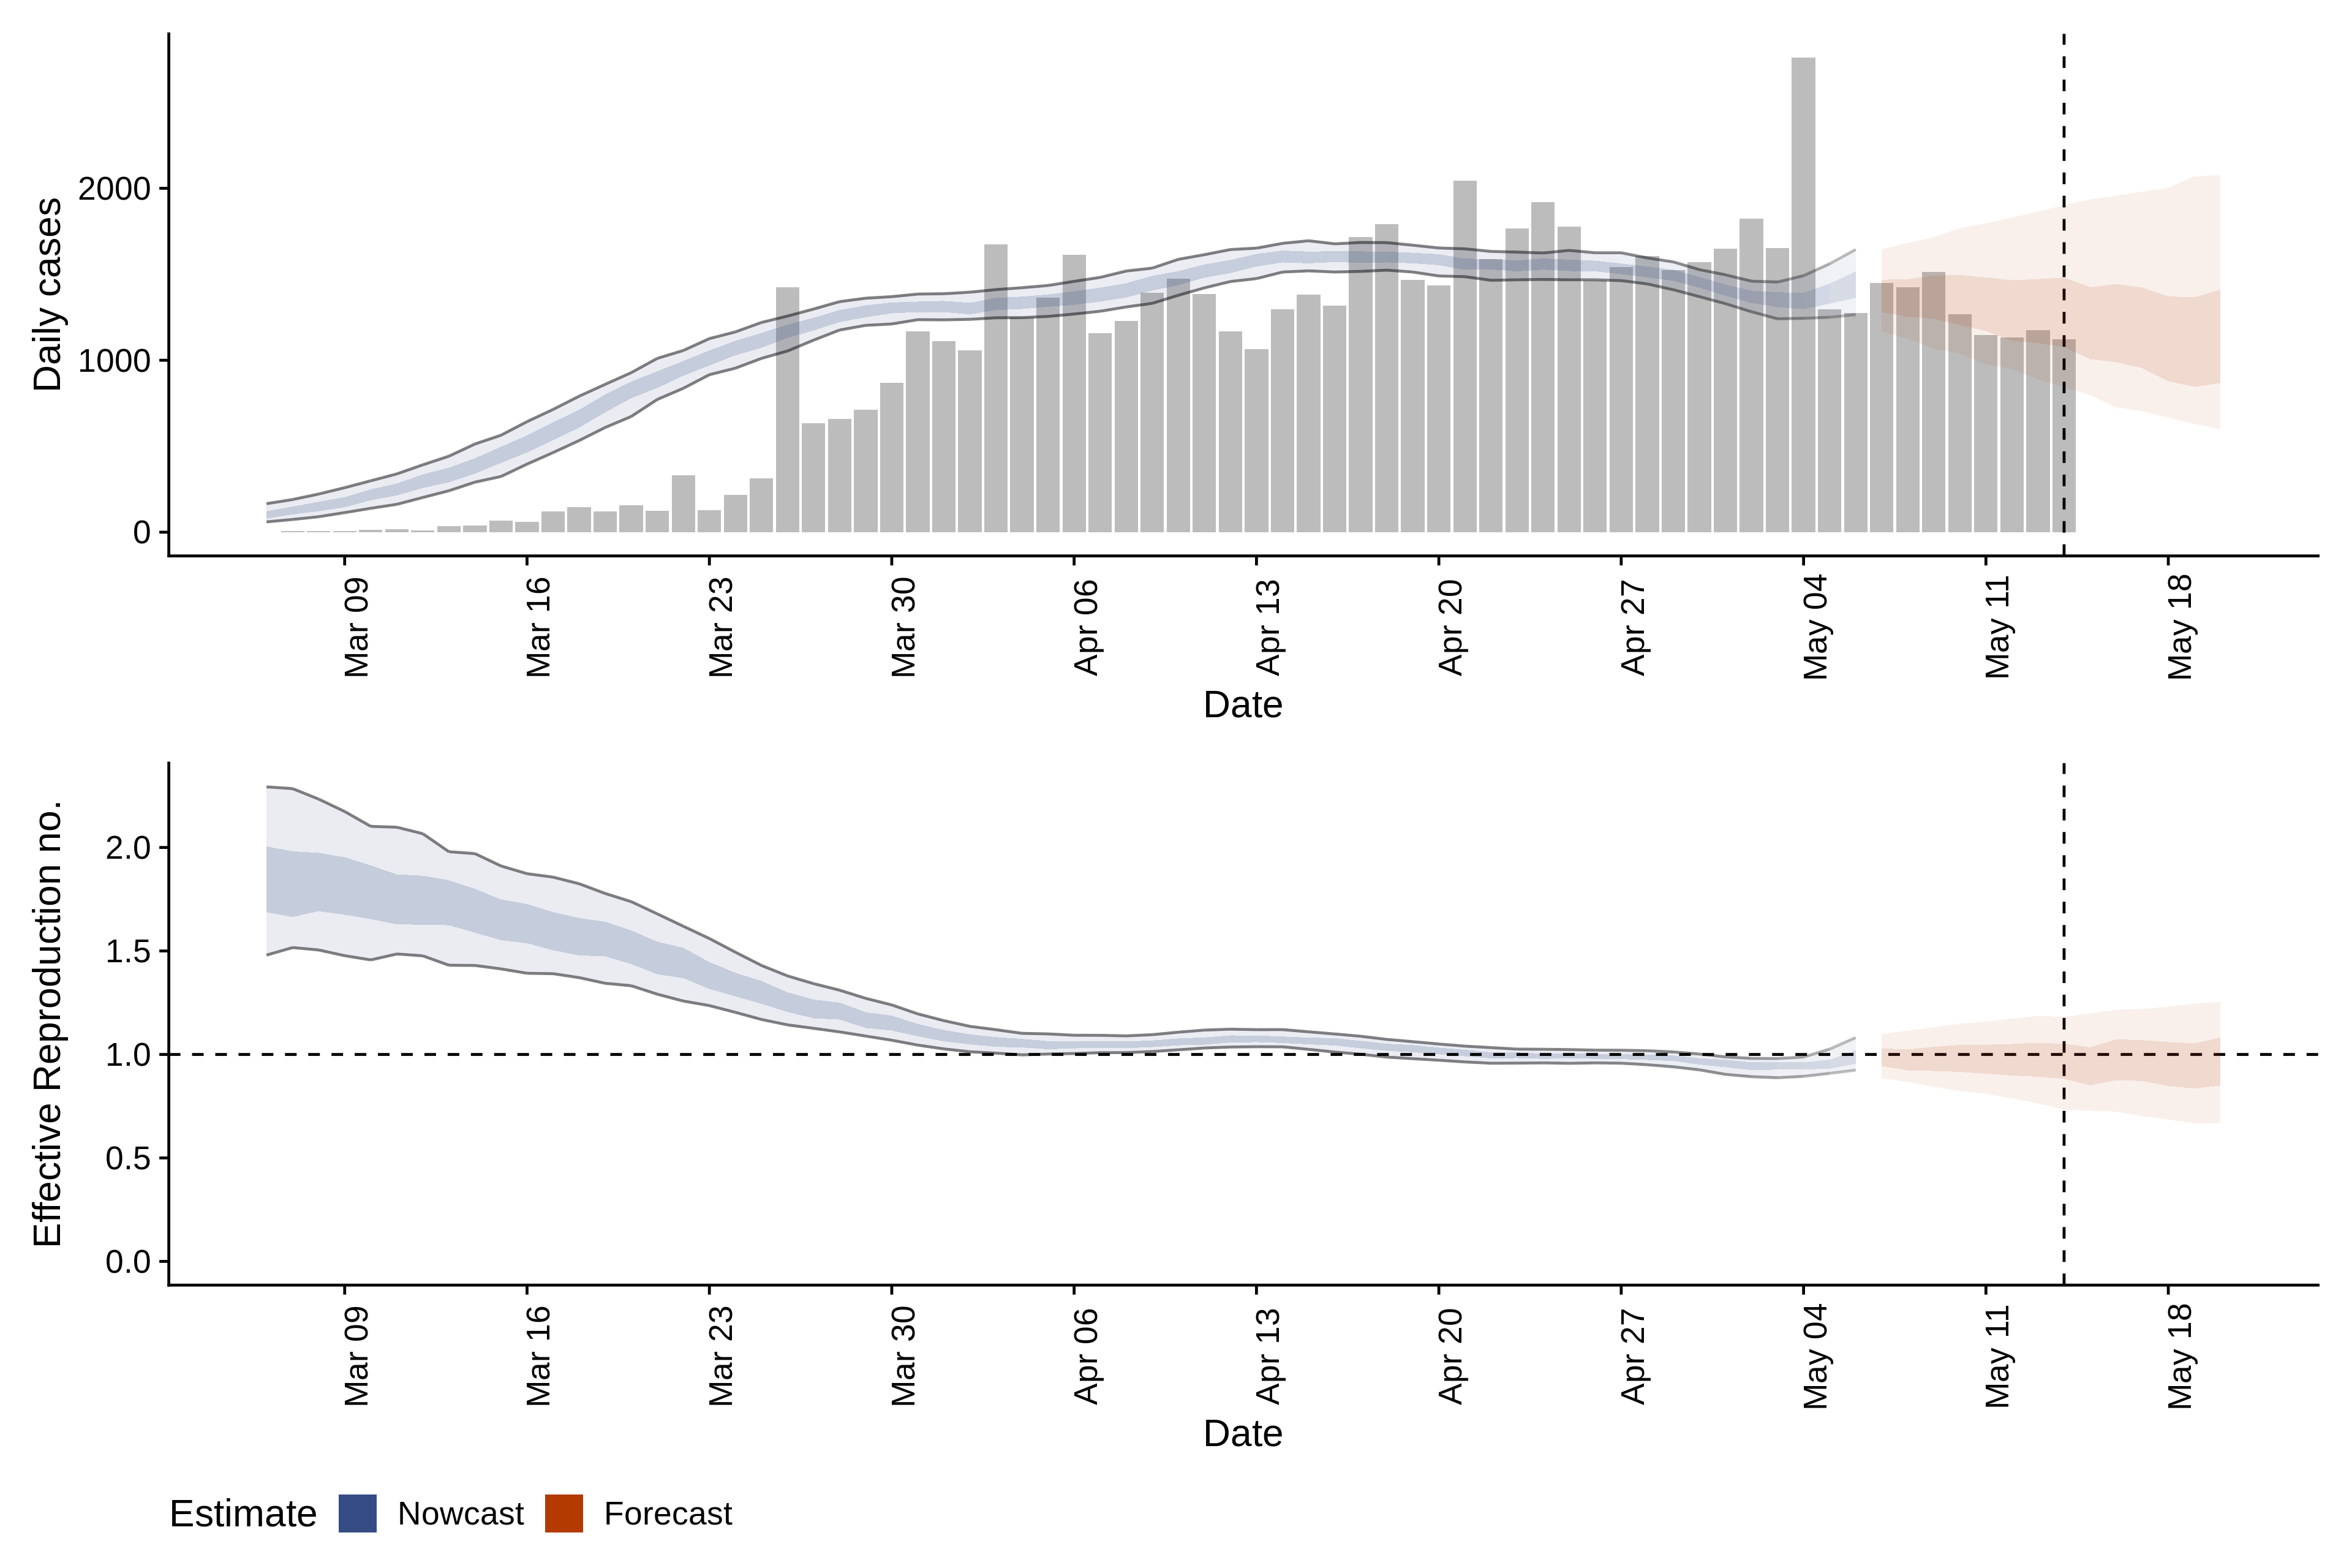 Daily cases
2000
1000
0
Mar 09
Mar 16
Mar 23
Mar 30
Apr 06
Apr 13
Apr 20
Apr 27
May 04
May 11
May 18
Date
Effective Reproduction no.
2.0
1.5
1.0
0.5
0.0
Mar 09
Mar 16
Mar 23
Mar 30
Apr 06
Apr 13
Apr 20
Apr 27
May 04
May 11
May 18
Date
Estimate Nowcast Forecast